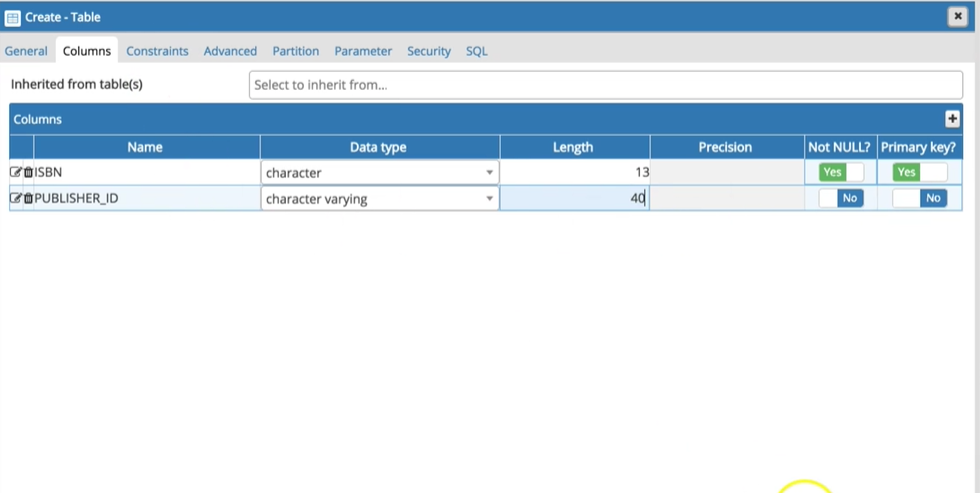 Create - Table
General Columns Constraints Advanced Partition Parameter Security SQL
Inherited from table(s) Select to inherit from...
Columns
Name Data type Length Precision Not NULL? Primary key?
ISBN character 13 Yes Yes
PUBLISHER_ID character varying 40 No No